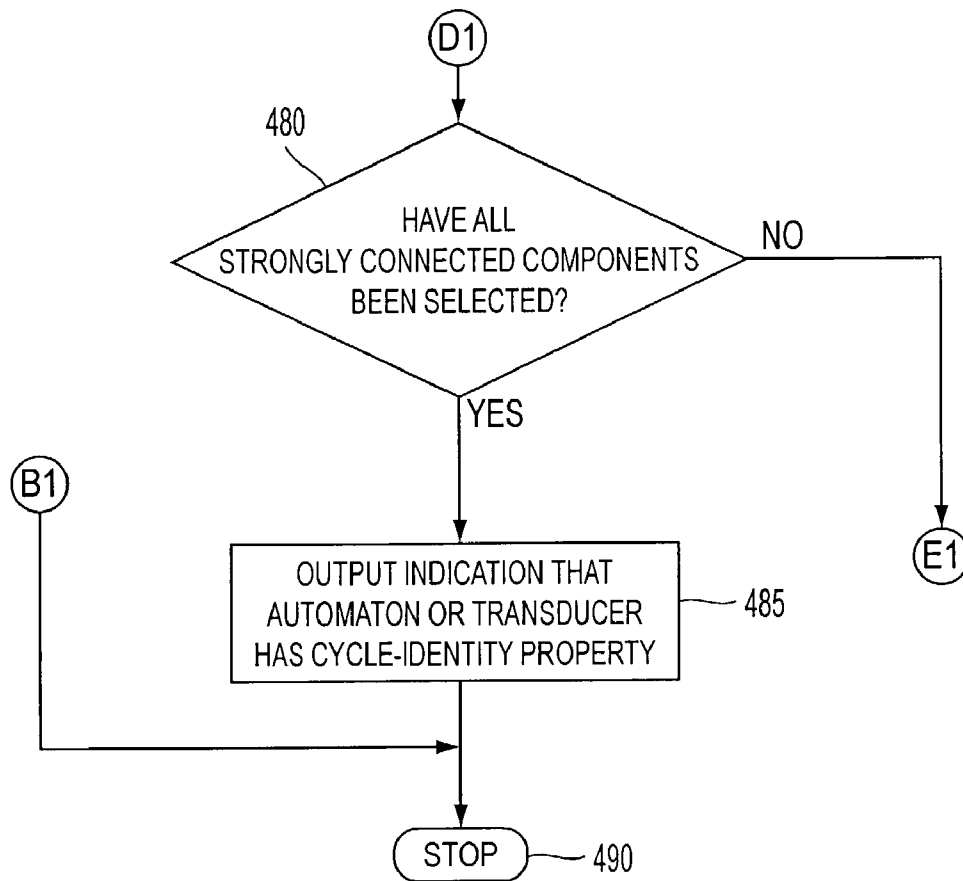 D1
480
HAVE ALL
STRONGLY CONNECTED COMPONENTS
BEEN SELECTED?
NO
YES
B1
E1
OUTPUT INDICATION THAT
AUTOMATON OR TRANSDUCER
HAS CYCLE-IDENTITY PROPERTY
485
STOP
490